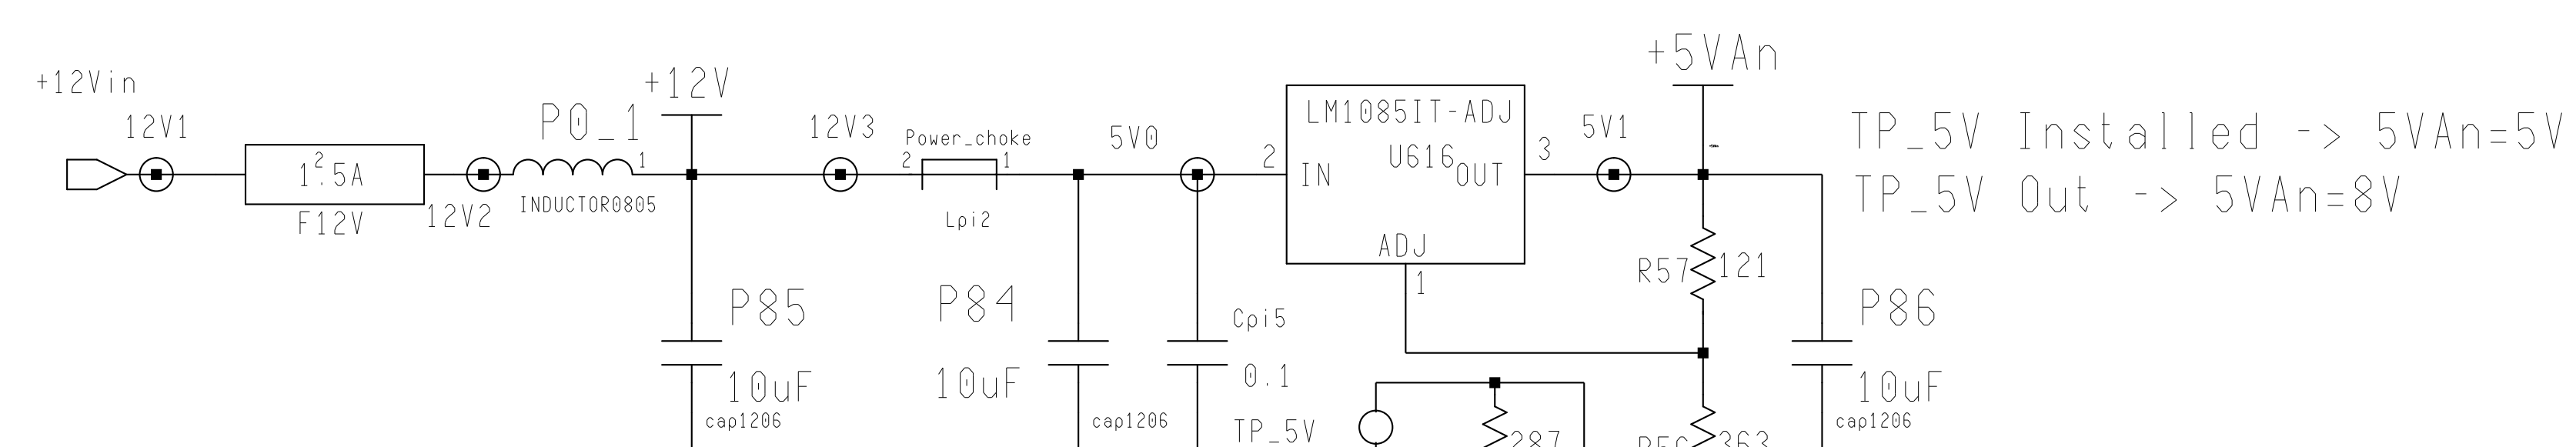 +5VAn
+12Vin
+12V
12V1
P0_1
12V3
Power_choke
2
1
5V0
LM1085IT-ADJ
U616
5V1
TP_5V Installed -> 5VAn=5V
2
1.5A
1
2
IN
OUT
3
F12V
12V2
INDUCTOR0805
Lpi2
TP_5V Out -> 5VAn=8V
ADJ
1
R57
121
P85
P84
Cpi5
P86
10uF
10uF
0.1
10uF
cap1206
cap1206
TP_5V
287
363
cap1206